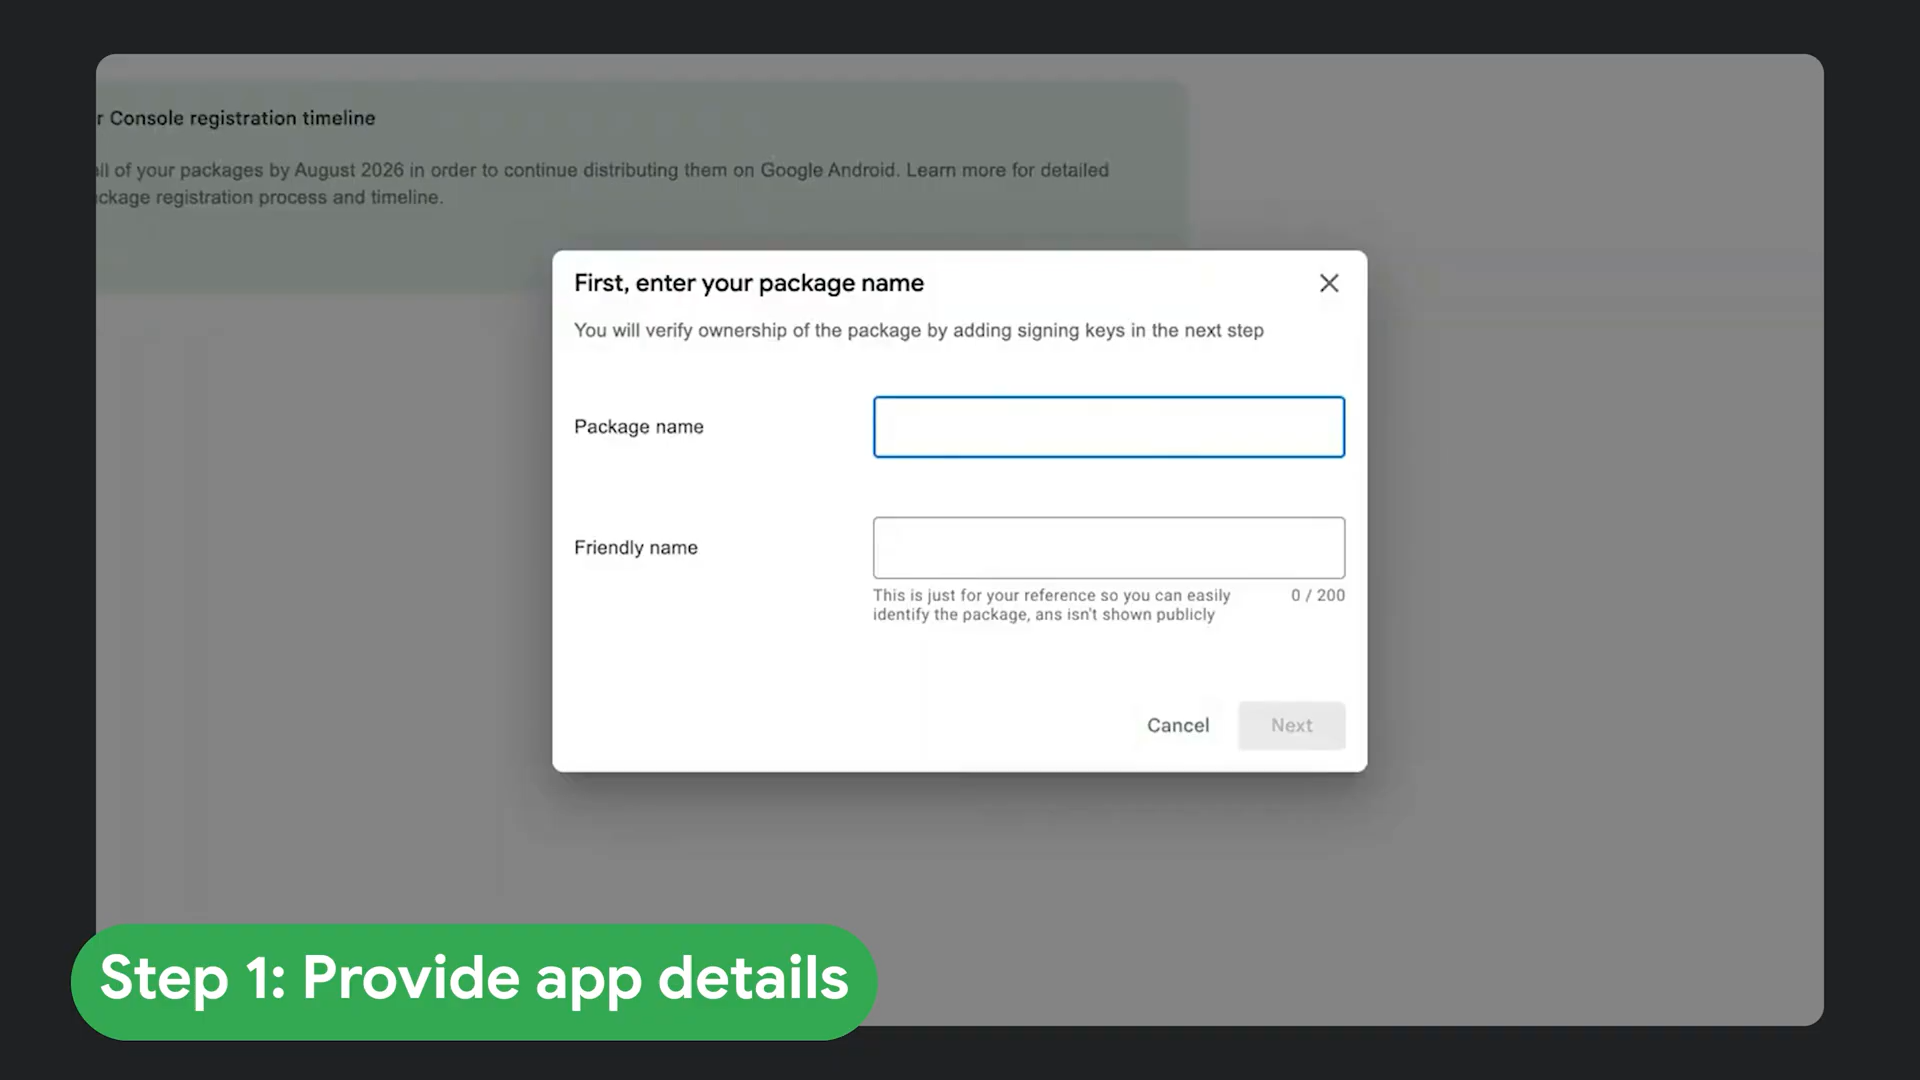 r Console registration timeline
all of your packages by August 2026 in order to continue distributing them on Google Android. Learn more for detailed
ckage registration process and timeline.
First, enter your package name
You will verify ownership of the package by adding signing keys in the next step
Package name
Friendly name
This is just for your reference so you can easily
0 / 200
identify the package, ans isn't shown publicly
Cancel
Next
Step 1: Provide app details